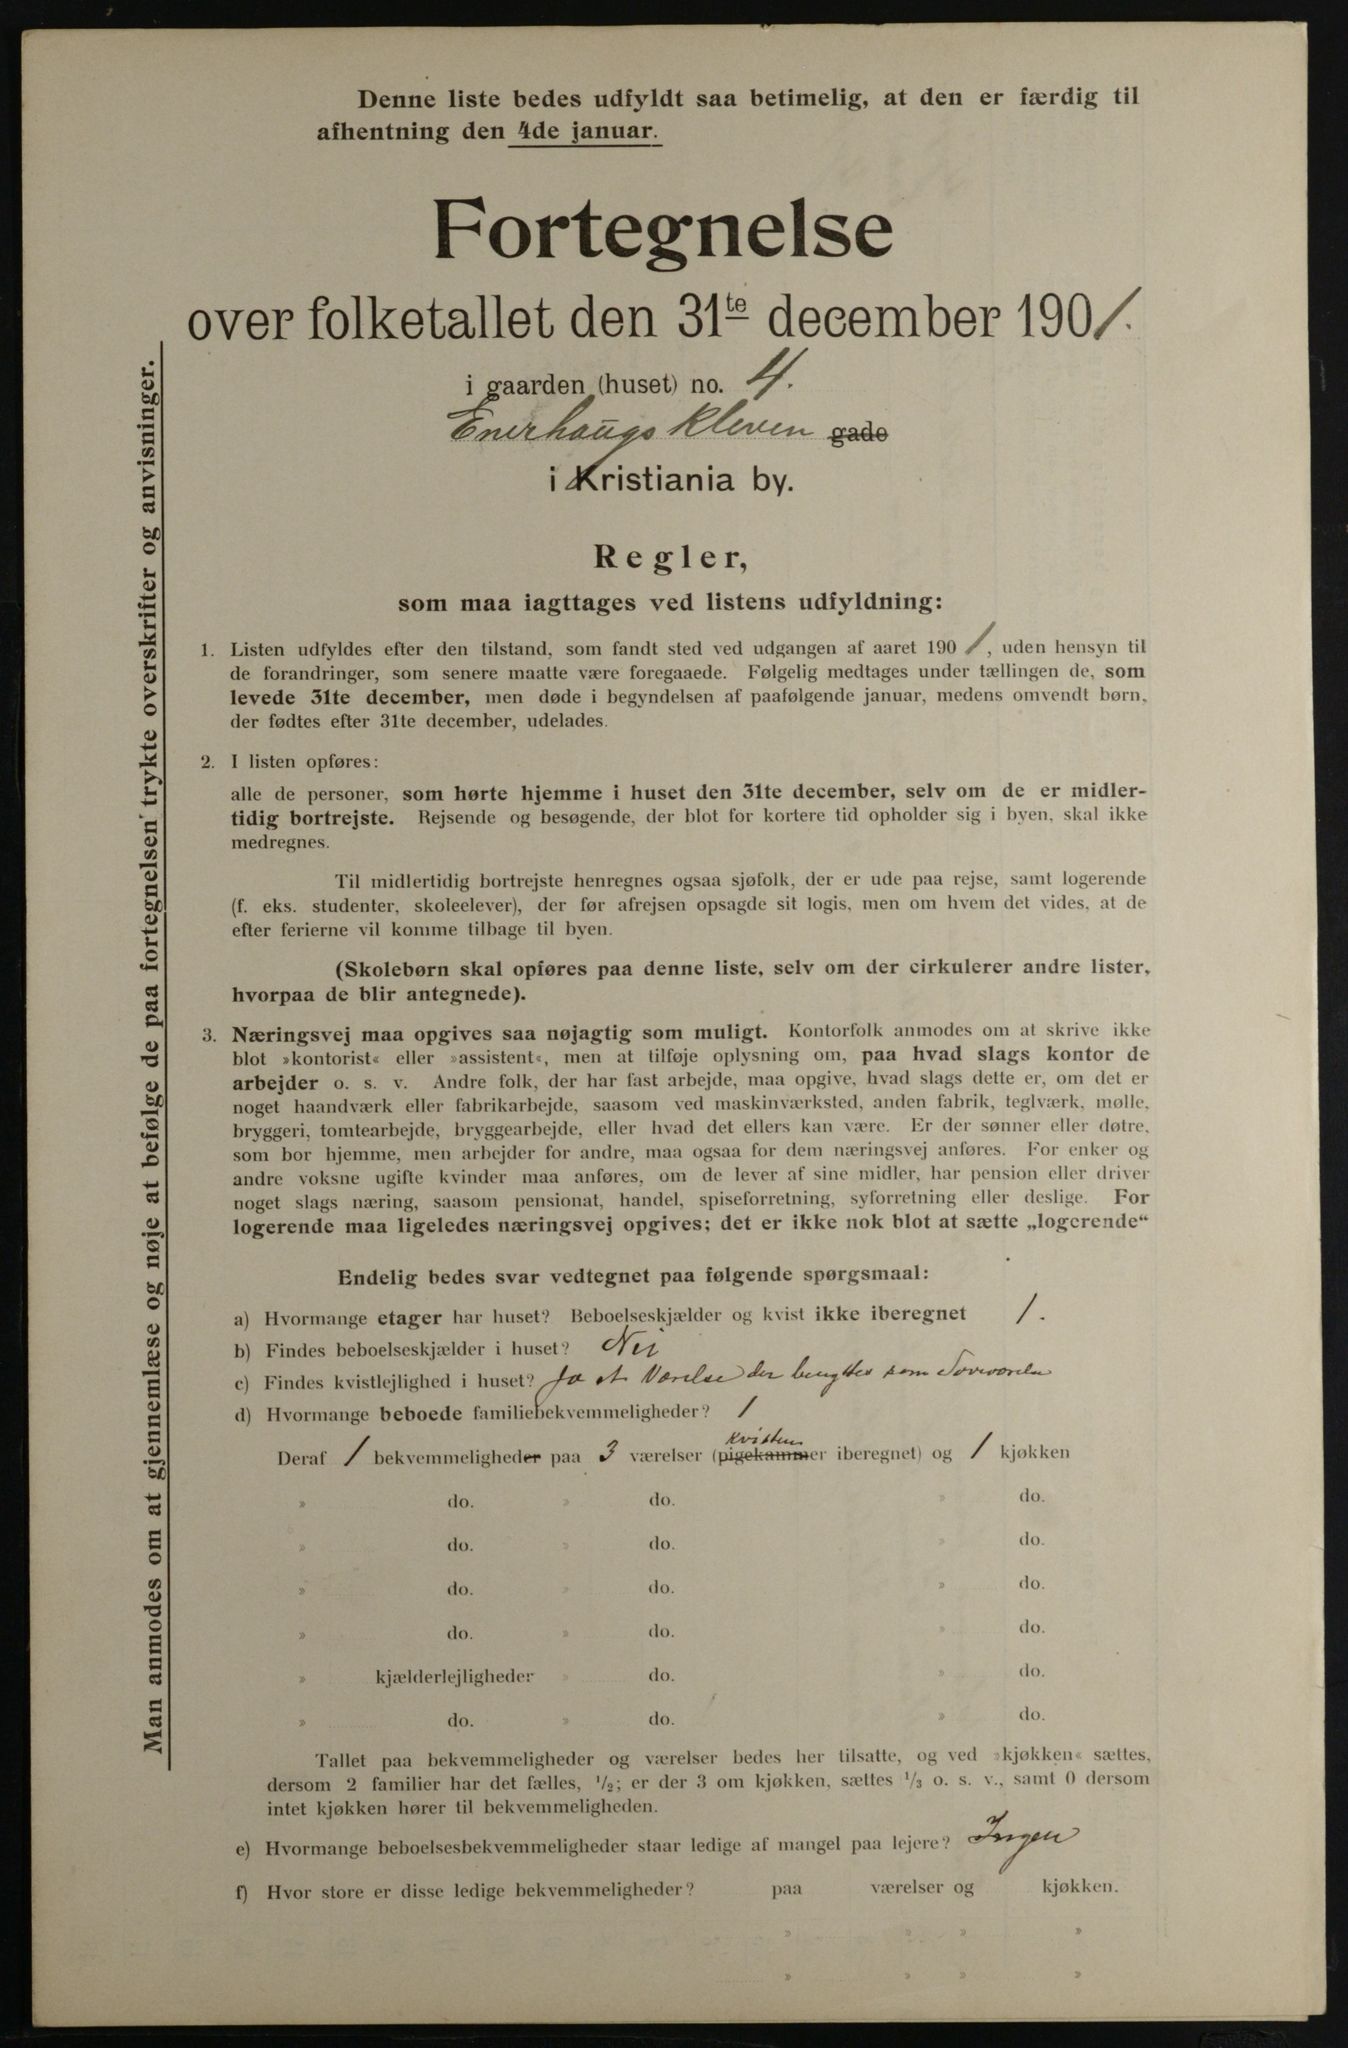 Denne liste bedes udfyldt saa betimelig, at den er færdig til
afhentning den 4de januar.
Fortegnelse
over folketallet den 31te december 1901.
i gaarden (huset) no. 4.
Enerhaugs Kleven gade
i Kristiania by.
Regler,
som maa iagttages ved listens udfyldning:
1. Listen udfyldes efter den tilstand, som fandt sted ved udgangen af aaret 1901, uden hensyn til
de forandringer, som senere maatte være foregaaede. Følgelig medtages under tællingen de, som
levede 31te december, men døde i begyndelsen af paafølgende januar, medens omvendt børn,
der fødtes efter 31te december, udelades.
2. I listen opføres:
alle de personer, som hørte hjemme i huset den 31te december, selv om de er midler-
tidig bortrejste. Rejsende og besøgende, der blot for kortere tid opholder sig i byen, skal ikke
medregnes.
Til midlertidig bortrejste henregnes ogsaa sjøfolk, der er ude paa rejse, samt logerende
(f. eks. studenter, skoleelever), der før afrejsen opsagde sit logis, men om hvem det vides, at de
efter ferierne vil komme tilbage til byen.
(Skolebørn skal opføres paa denne liste, selv om der cirkulerer andre lister,
hvorpaa de blir antegnede).
3. Næringsvej maa opgives saa nøjagtig som muligt. Kontorfolk anmodes om at skrive ikke
blot »kontorist« eller »assistent«, men at tilføje oplysning om, paa hvad slags kontor de
arbejder o. s. v. Andre folk, der har fast arbejde, maa opgive, hvad slags dette er, om det er
noget haandværk eller fabrikarbejde, saasom ved maskinværksted, anden fabrik, teglværk, mølle,
bryggeri, tomtearbejde, bryggearbejde, eller hvad det ellers kan være. Er der sønner eller døtre,
som bor hjemme, men arbejder for andre, maa ogsaa for dem næringsvej anføres. For enker og
andre voksne ugifte kvinder maa anføres, om de lever af sine midler, har pension eller driver
noget slags næring, saasom pensionat, handel, spiseforretning, syforretning eller deslige. For
logerende maa ligeledes næringsvej opgives; det er ikke nok blot at sætte „logerende“
Endelig bedes svar vedtegnet paa følgende spørgsmaal:
a) Hvormange etager har huset? Beboelseskjælder og kvist ikke iberegnet 1.
b) Findes beboelseskjælder i huset? Nei
c) Findes kvistlejlighed i huset? Ja et Værelse der benyttes som Soveværelse
d) Hvormange beboede familiebekvemmeligheder? 1
kvisten
Deraf 1 bekvemmeligheder paa 3 værelser (pigekammer iberegnet) og 1 kjøkken
» do. » do. » do.
» do. » do. » do.
» do. » do. » do.
» do. » do. » do.
» kjælderlejligheder » do. » do.
» do. » do. » do.
Tallet paa bekvemmeligheder og værelser bedes her tilsatte, og ved »kjøkken« sættes,
dersom 2 familier har det fælles, 1/2; er der 3 om kjøkken, sættes 1/3 o. s. v., samt 0 dersom
intet kjøkken hører til bekvemmeligheden.
e) Hvormange beboelsesbekvemmeligheder staar ledige af mangel paa lejere? Ingen
f) Hvor store er disse ledige bekvemmeligheder? paa værelser og kjøkken.
» » » »
» » » »
Man anmodes om at gjennemlæse og nøje at befølge de paa fortegnelsen trykte overskrifter og anvisninger.